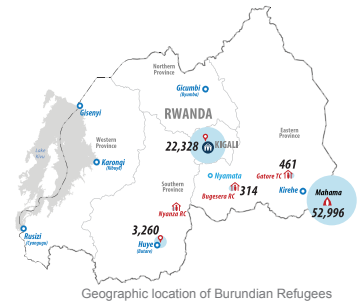 Northern
Province
Gicumbi
(Byumba)
RWANDA
Gisenyi
22,328
KIGALI
Eastern
Province
Western
Province
Lake
Kivu
Karongi
(Kibuye)
461
Gatore TC
Nyamata
Southern
Province
314
Bugesera RC
Kirehe
Mahama
52,996
Nyanza RC
Rusizi
(Cyangugu)
3,260
Huye
(Butare)
Geographic location of Burundian Refugees